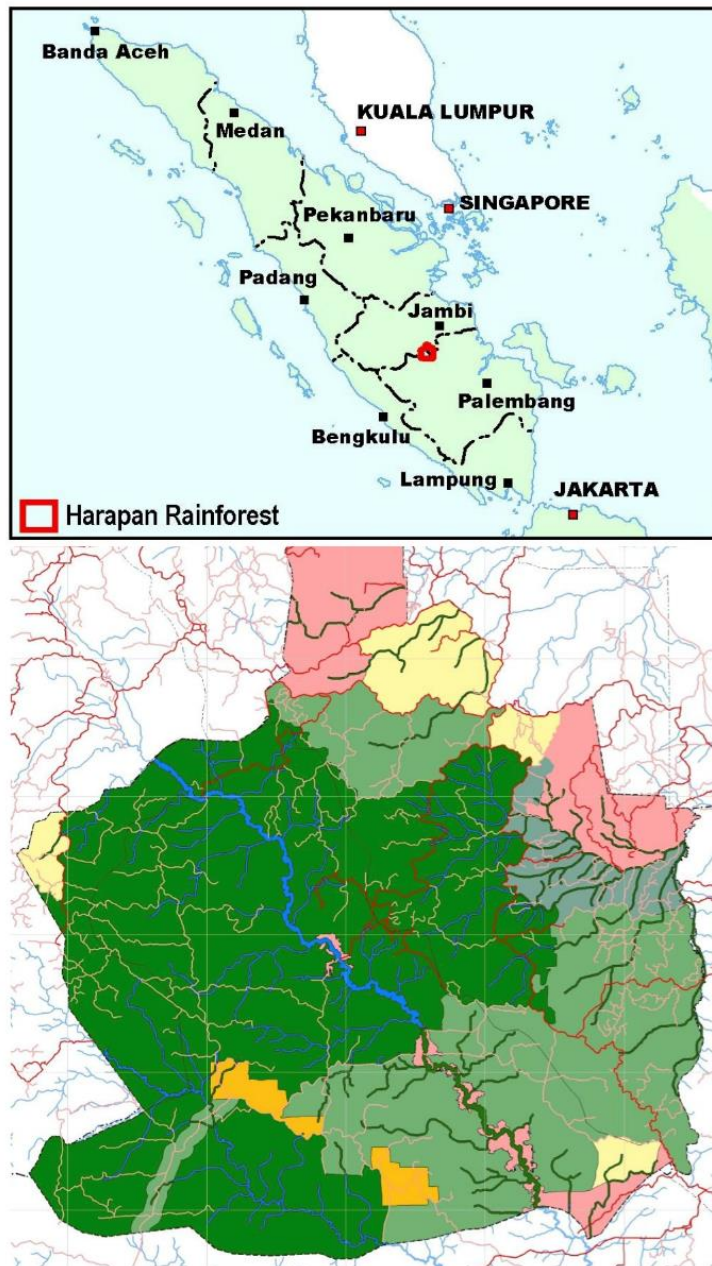 Banda Aceh
Medan
KUALA LUMPUR
SINGAPORE
Pekanbaru
Padang
Jambi
Palembang
Bengkulu
Lampung
JAKARTA
Harapan Rainforest